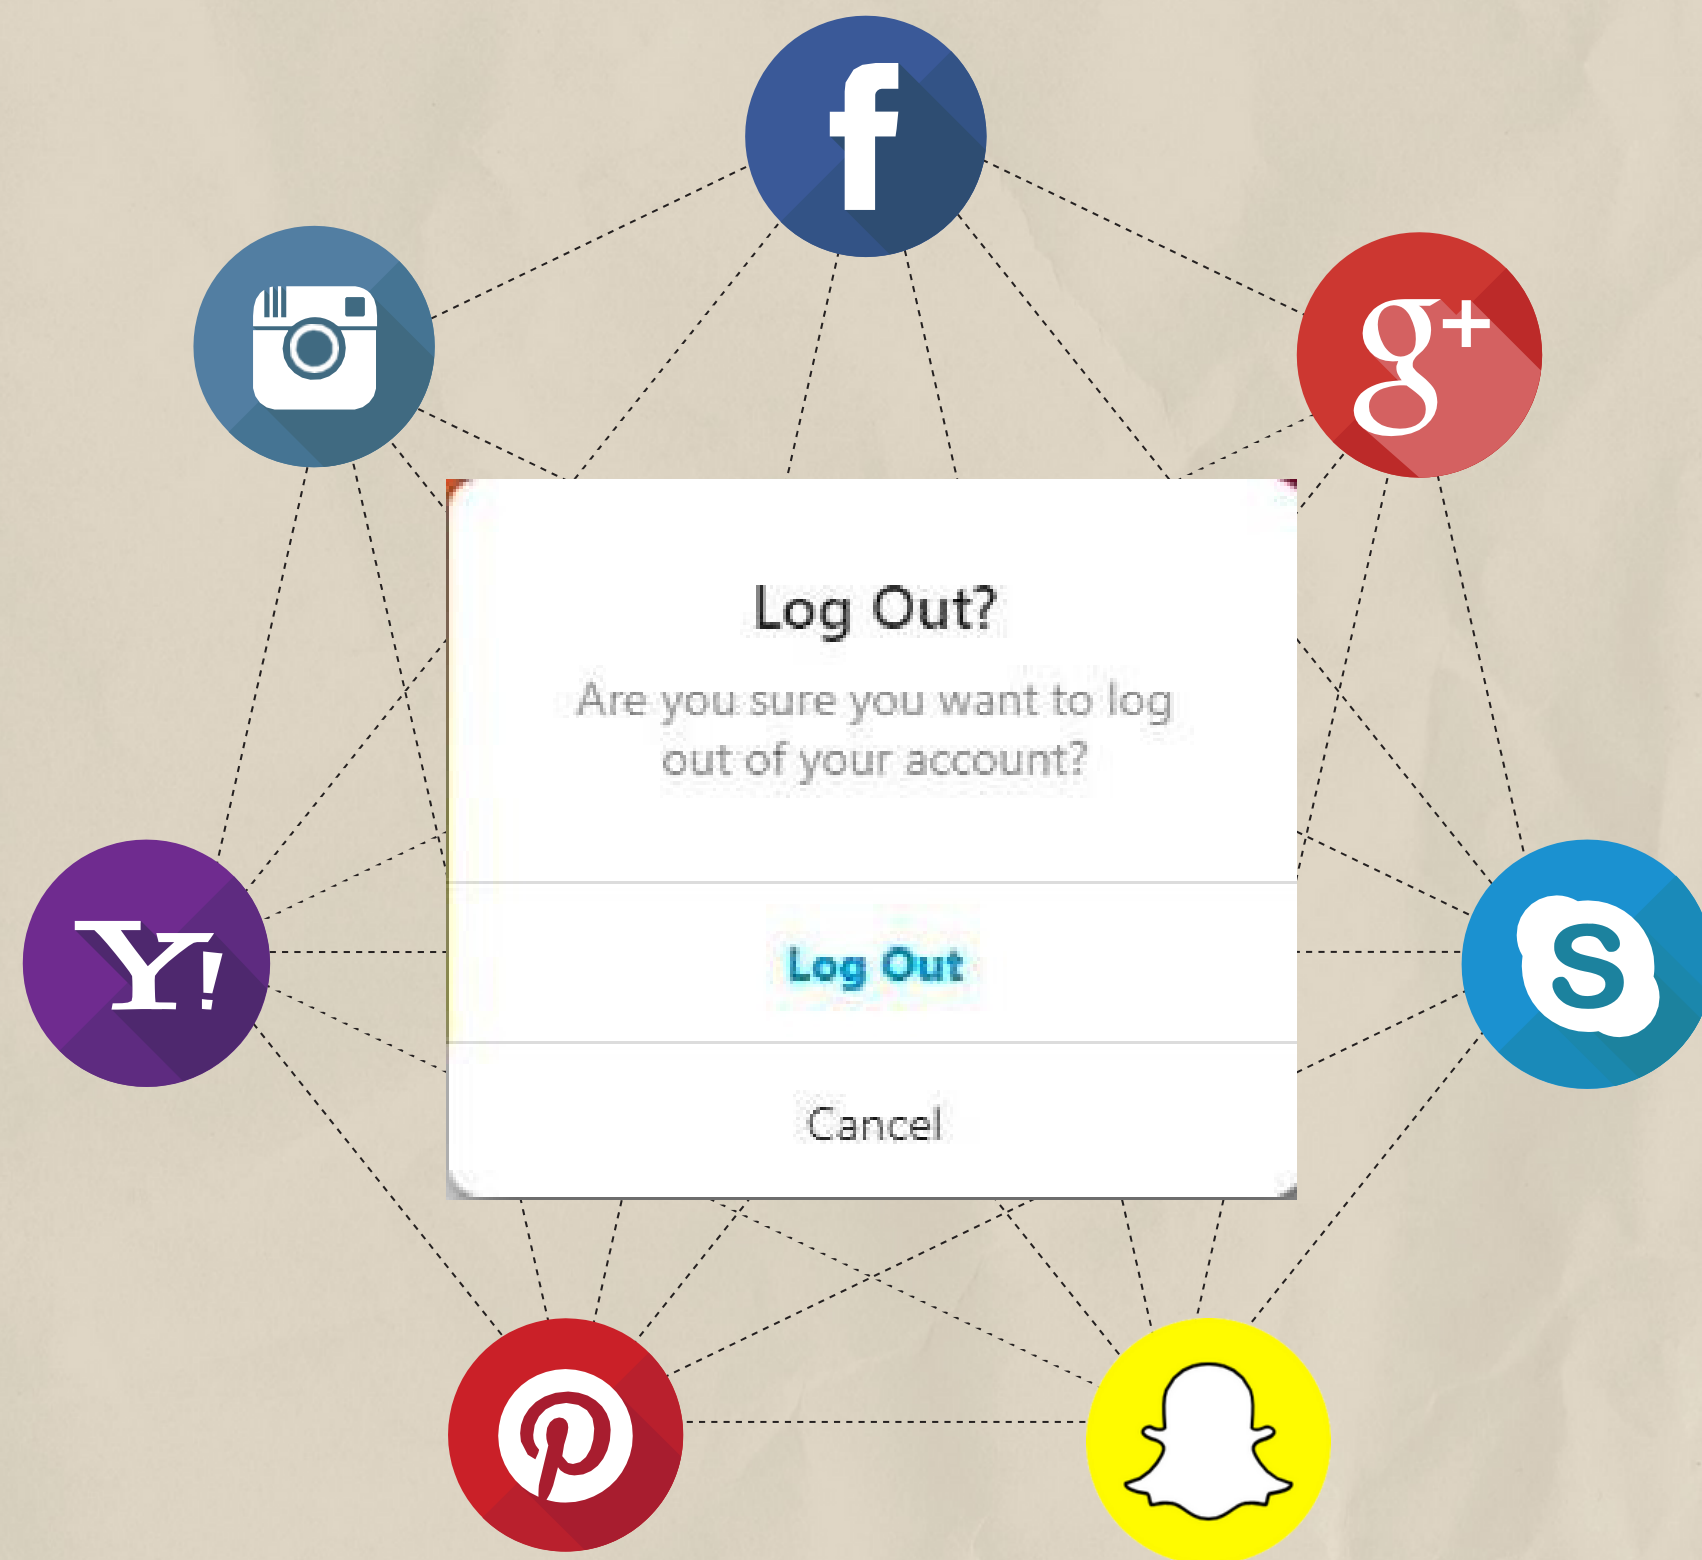 f
g+
Log Out?
Are you sure you want to log
out of your account?
Y!
Log Out
S
Cancel